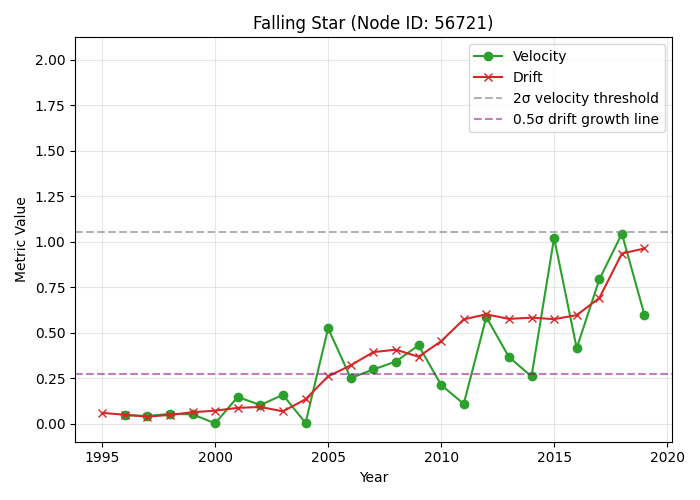 Falling Star (Node ID: 56721)
Velocity
Drift
2σ velocity threshold
0.5σ drift growth line
Metric Value
2.00
1.75
1.50
1.25
1.00
0.75
0.50
0.25
0.00
1995
2000
2005
2010
2015
2020
Year